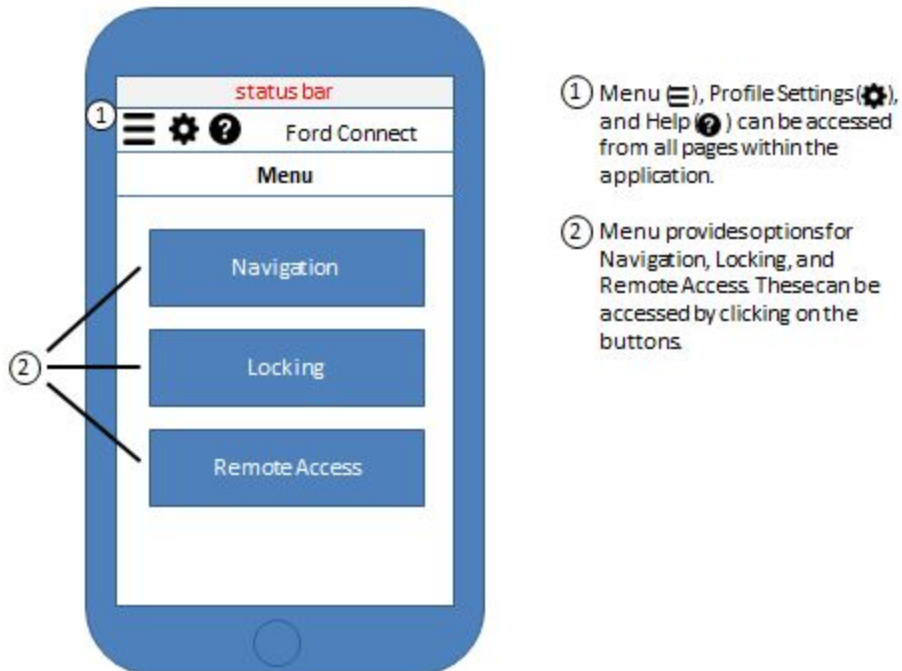 status bar
1
Ford Connect
Menu
Navigation
Locking
Remote Access
2
1 Menu (☰), Profile Settings (⚙),
and Help (?) can be accessed
from all pages within the
application.
2 Menu provides options for
Navigation, Locking, and
Remote Access. These can be
accessed by clicking on the
buttons.